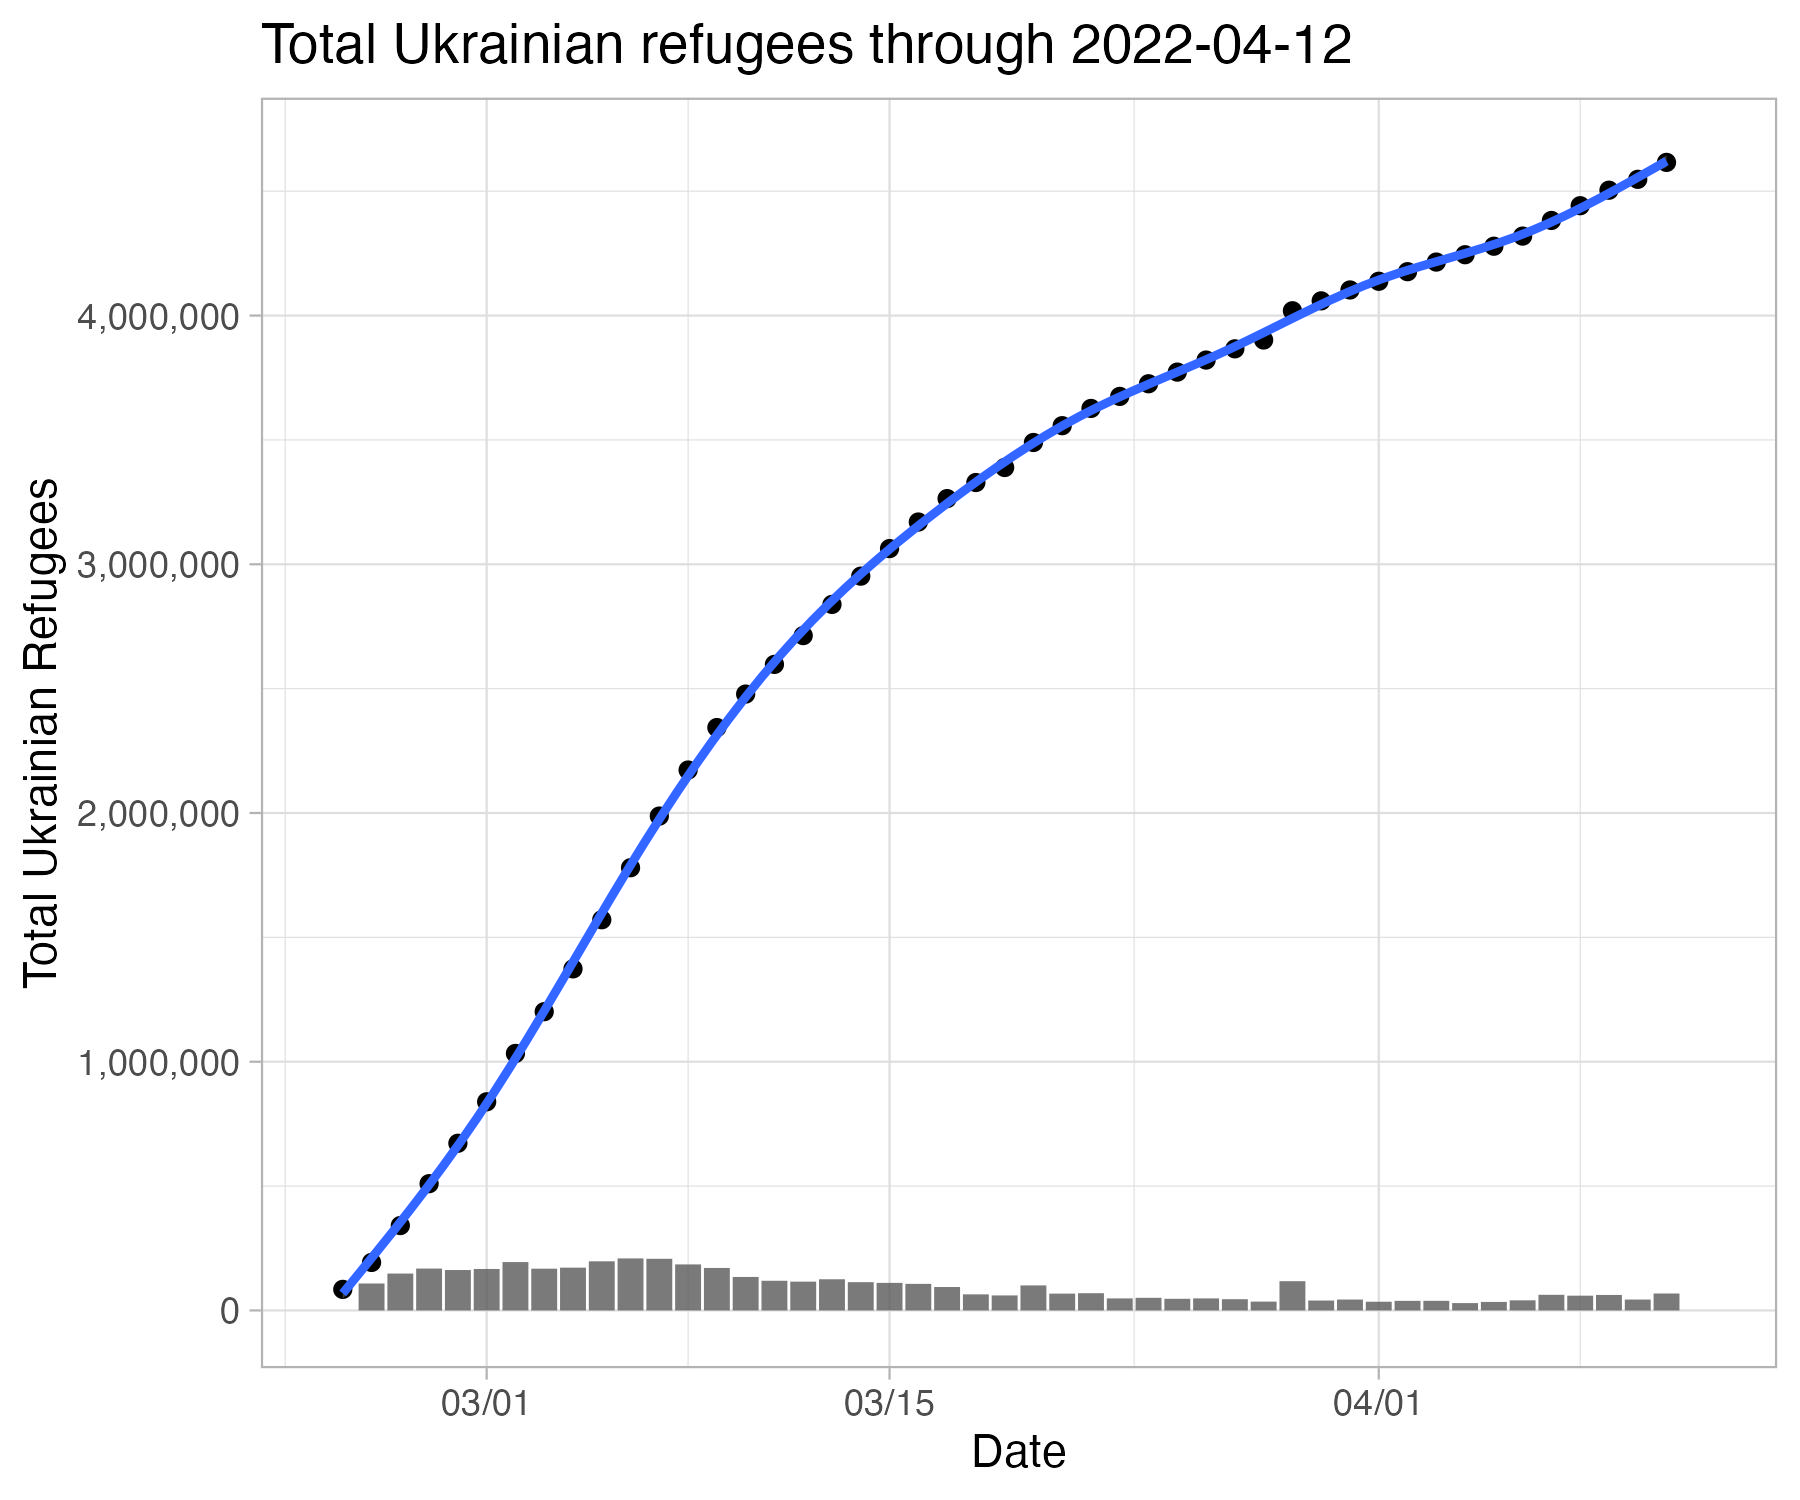 Total Ukrainian refugees through 2022-04-12
Total Ukrainian Refugees
4,000,000
3,000,000
2,000,000
1,000,000
0
03/01
03/15
04/01
Date